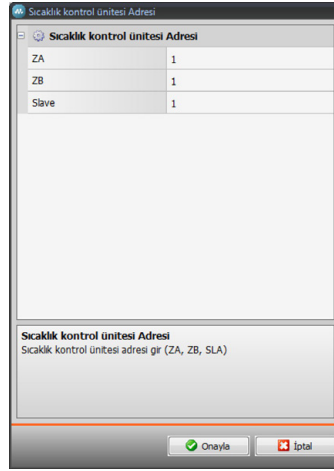 Sıcaklık kontrol ünitesi Adresi
Sıcaklık kontrol ünitesi Adresi
ZA 1
ZB 1
Slave 1
Sıcaklık kontrol ünitesi Adresi
Sıcaklık kontrol ünitesi adresi gir (ZA, ZB, SLA)
Onayla İptal